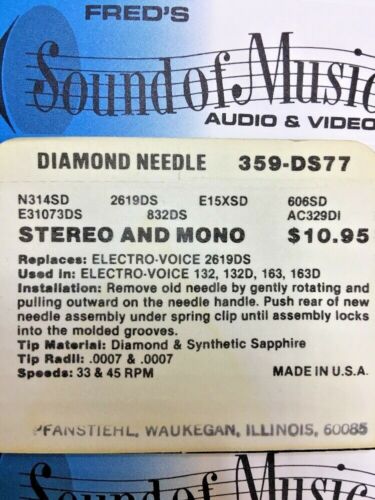 FRED'S
Sound of Music
AUDIO & VIDEO
DIAMOND NEEDLE 359-DS77
N314SD 2619DS E15XSD 606SD
E31073DS 832DS AC329DI
STEREO AND MONO $10.95
Replaces: ELECTRO-VOICE 2619DS
Used in: ELECTRO-VOICE 132, 132D, 163, 163D
Installation: Remove old needle by gently rotating and
pulling outward on the needle handle. Push rear of new
needle assembly under spring clip until assembly locks
into the molded grooves.
Tip Material: Diamond & Synthetic Sapphire
Tip Radii: .0007 & .0007
Speeds: 33 & 45 RPM MADE IN U.S.A.
PFANSTIEHL, WAUKEGAN, ILLINOIS, 60085
Sound of Music